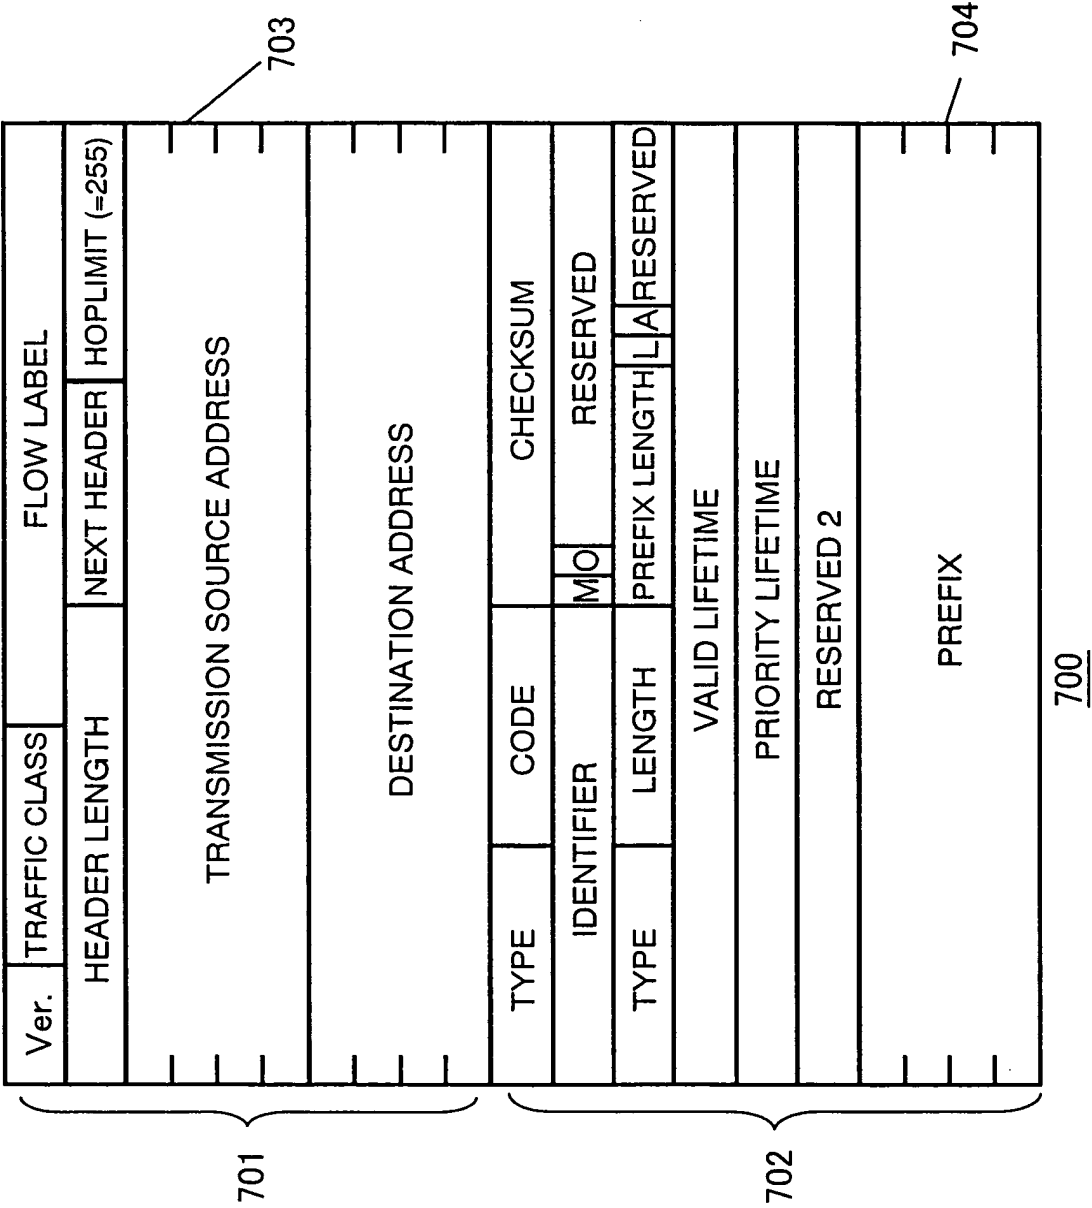 Ver. TRAFFIC CLASS FLOW LABEL
HEADER LENGTH NEXT HEADER HOPLIMIT (=255)
703
TRANSMISSION SOURCE ADDRESS
DESTINATION ADDRESS
701
TYPE CODE CHECKSUM
IDENTIFIER M O RESERVED
TYPE LENGTH PREFIX LENGTH L A RESERVED
VALID LIFETIME
PRIORITY LIFETIME
RESERVED 2
PREFIX
704
702
700